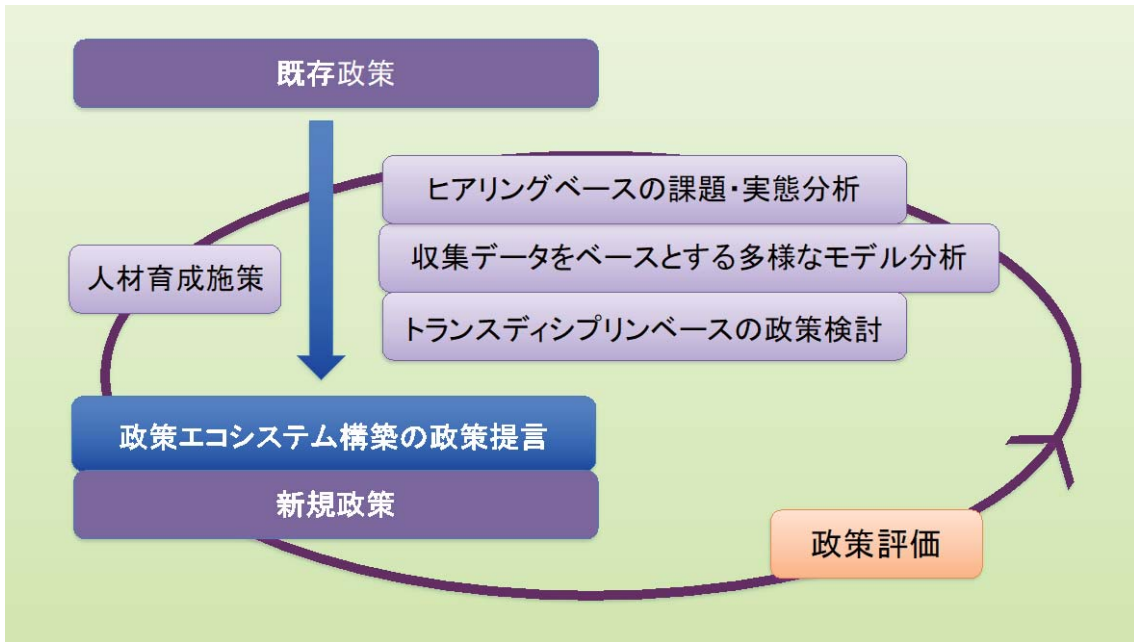 既存政策
ヒアリングベースの課題・実態分析
収集データをベースとする多様なモデル分析
人材育成施策
トランスディシプリンベースの政策検討
政策エコシステム構築の政策提言
新規政策
政策評価